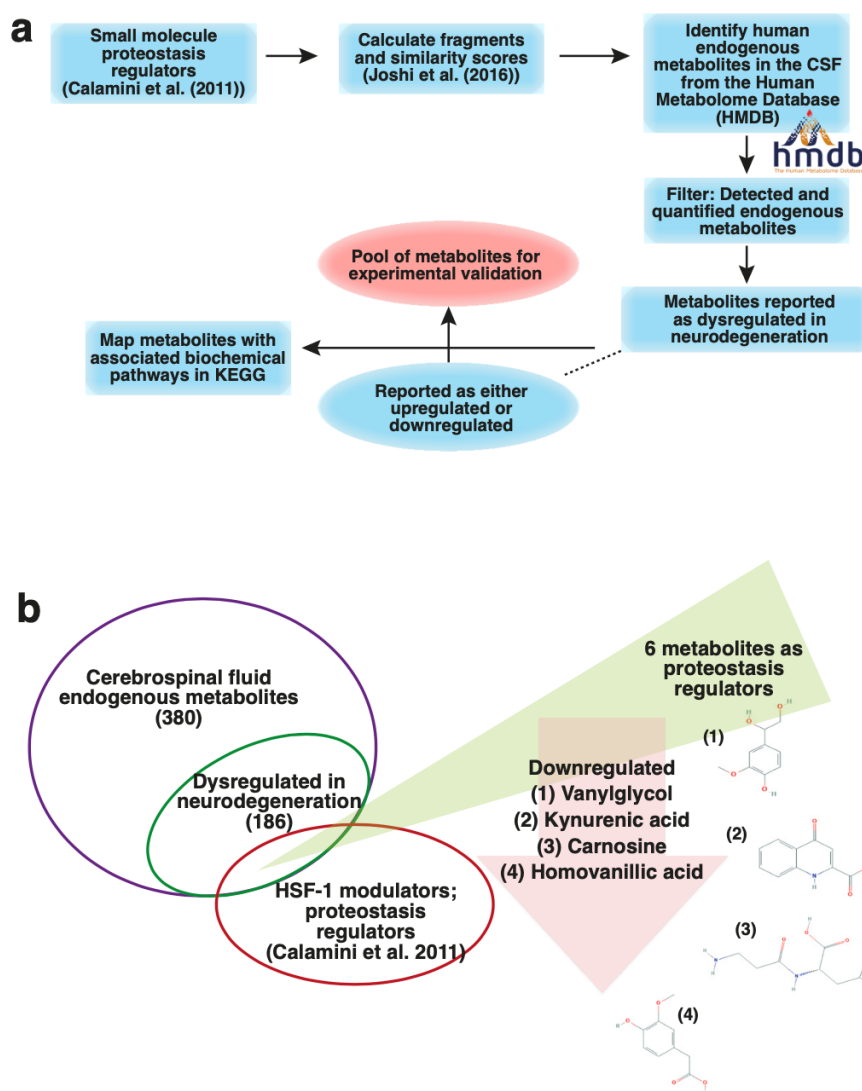 a
Small molecule
proteostasis
regulators
(Calamini et al. (2011))
Calculate fragments
and similarity scores
(Joshi et al. (2016))
Identify human
endogenous
metabolites in the CSF
from the Human
Metabolome Database
(HMDB)
hmdb
The Human Metabolome Database
Filter: Detected and
quantified endogenous
metabolites
Pool of metabolites for
experimental validation
Metabolites reported
as dysregulated in
neurodegeneration
Map metabolites with
associated biochemical
pathways in KEGG
Reported as either
upregulated or
downregulated
b
Cerebrospinal fluid
endogenous metabolites
(380)
Dysregulated in
neurodegeneration
(186)
HSF-1 modulators;
proteostasis
regulators
(Calamini et al. 2011)
6 metabolites as
proteostasis
regulators
Downregulated
(1) Vanylglycol
(2) Kynurenic acid
(3) Carnosine
(4) Homovanillic acid
(1)
(2)
(3)
(4)